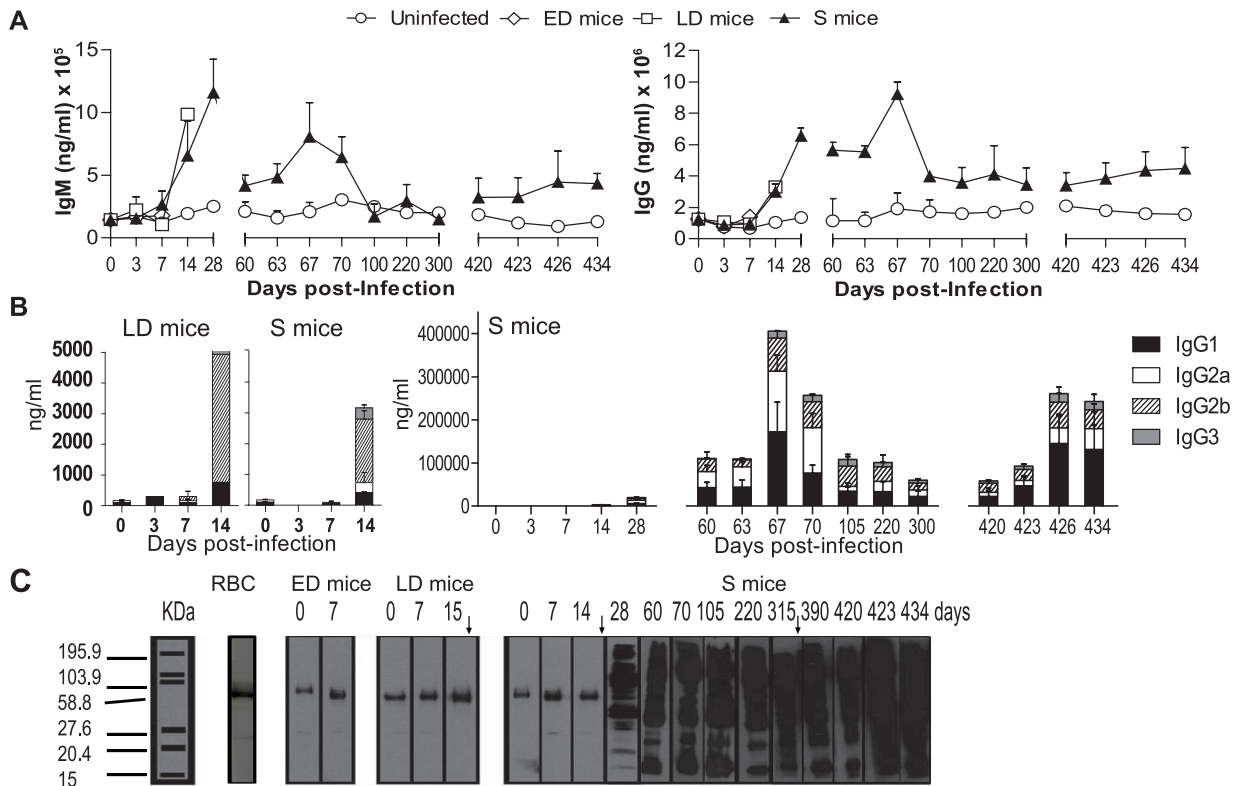 A
Uninfected ED mice LD mice S mice
IgM (ng/ml) x 10⁵
15
10
5
0
0 3 7 14 28 60 63 67 70 100 220 300 420 423 426 434
Days post-Infection
IgG (ng/ml) x 10⁶
12
10
8
6
4
2
0
0 3 7 14 28 60 63 67 70 100 220 300 420 423 426 434
Days post-Infection
B
LD mice S mice
ng/ml
5000
4000
3000
2000
1000
0
0 3 7 14 0 3 7 14
Days post-infection
S mice
ng/ml
400000
300000
200000
100000
0
0 3 7 14 28 60 63 67 70 105 220 300 420 423 426 434
Days post-infection
IgG1
IgG2a
IgG2b
IgG3
C
RBC ED mice LD mice S mice
KDa 0 7 0 7 15 0 7 14 28 60 70 105 220 315 390 420 423 434 days
195.9
103.9
58.8
27.6
20.4
15